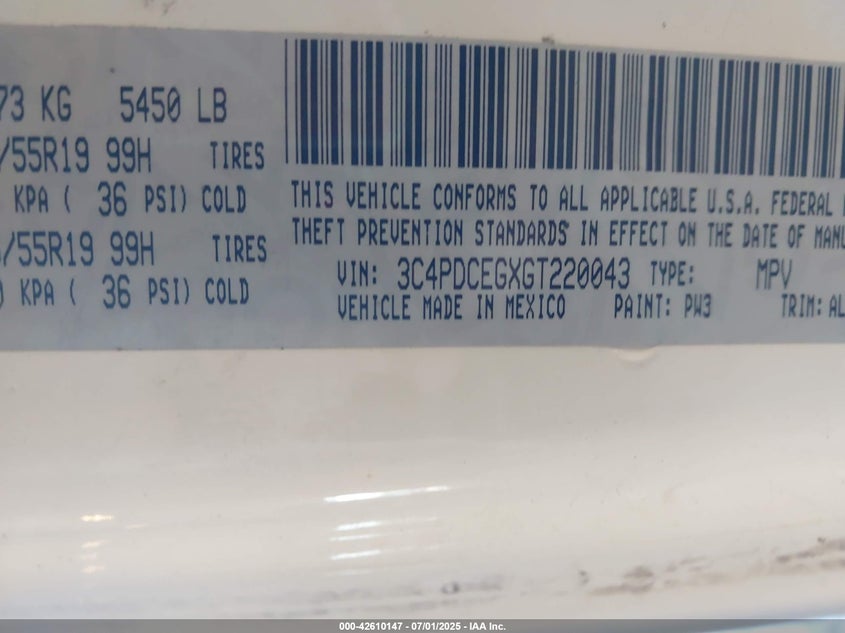 73 KG 5450 LB
/55R19 99H TIRES
KPA ( 36 PSI) COLD
/55R19 99H TIRES
KPA ( 36 PSI) COLD
THIS VEHICLE CONFORMS TO ALL APPLICABLE U.S.A. FEDERAL
THEFT PREVENTION STANDARDS IN EFFECT ON THE DATE OF MANU
VIN: 3C4PDCEGXGT220043 TYPE: MPV
VEHICLE MADE IN MEXICO PAINT: PW3 TRIM: AL
000-42610147 - 07/01/2025 - IAA Inc.